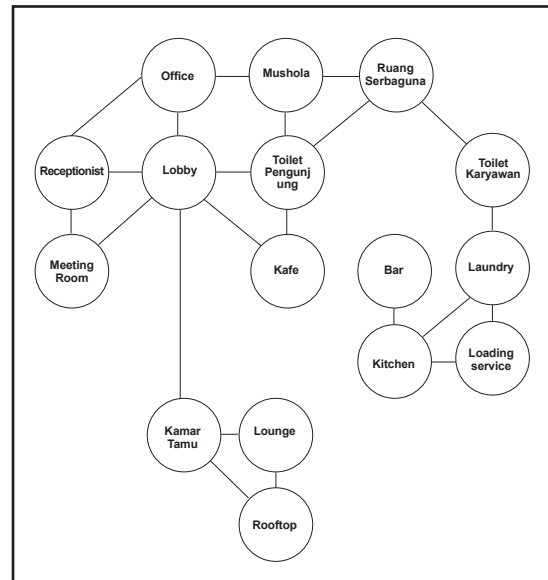 Office
Mushola
Ruang
Serbaguna
Receptionist
Lobby
Toilet
Pengunj
ung
Toilet
Karyawan
Meeting
Room
Kafe
Bar
Laundry
Kitchen
Loading
service
Kamar
Tamu
Lounge
Rooftop